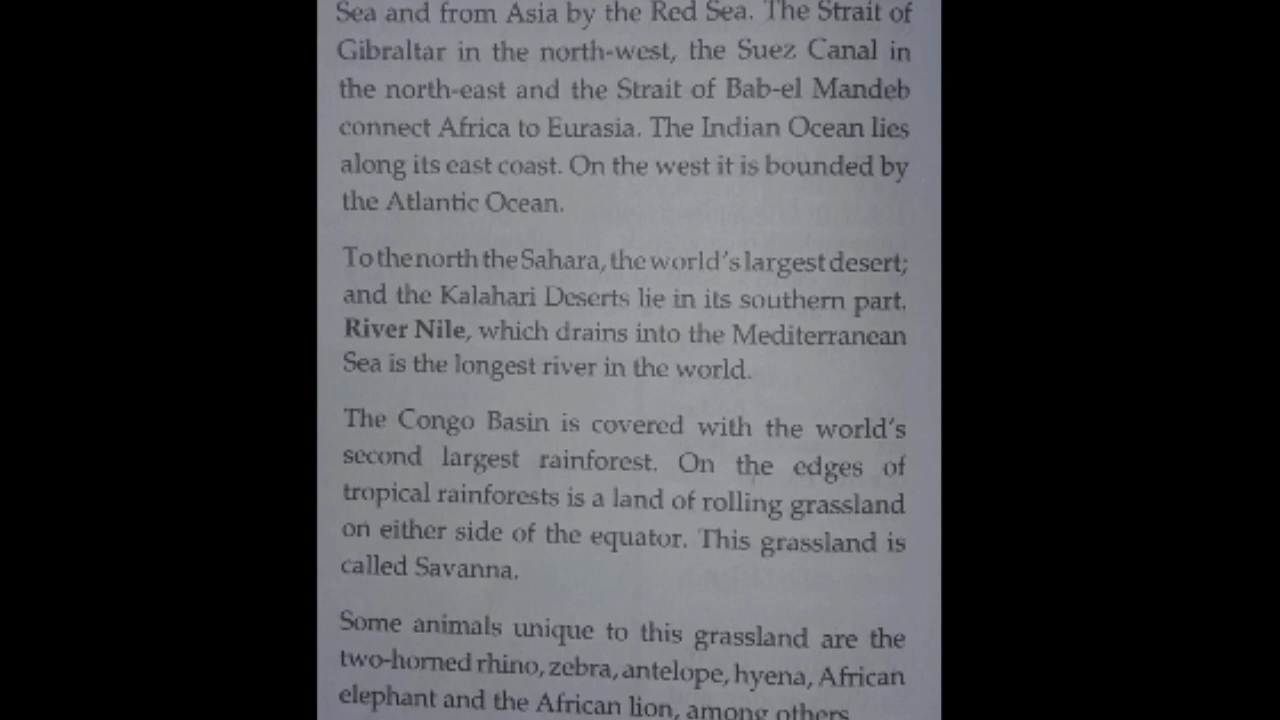 Sea and from Asia by the Red Sea. The Strait of
Gibraltar in the north-west, the Suez Canal in
the north-east and the Strait of Bab-el Mandeb
connect Africa to Eurasia. The Indian Ocean lies
along its east coast. On the west it is bounded by
the Atlantic Ocean.
To the north the Sahara, the world's largest desert;
and the Kalahari Deserts lie in its southern part.
River Nile, which drains into the Mediterranean
Sea is the longest river in the world.
The Congo Basin is covered with the world's
second largest rainforest. On the edges of
tropical rainforests is a land of rolling grassland
on either side of the equator. This grassland is
called Savanna.
Some animals unique to this grassland are the
two-horned rhino, zebra, antelope, hyena, African
elephant and the African lion, among others